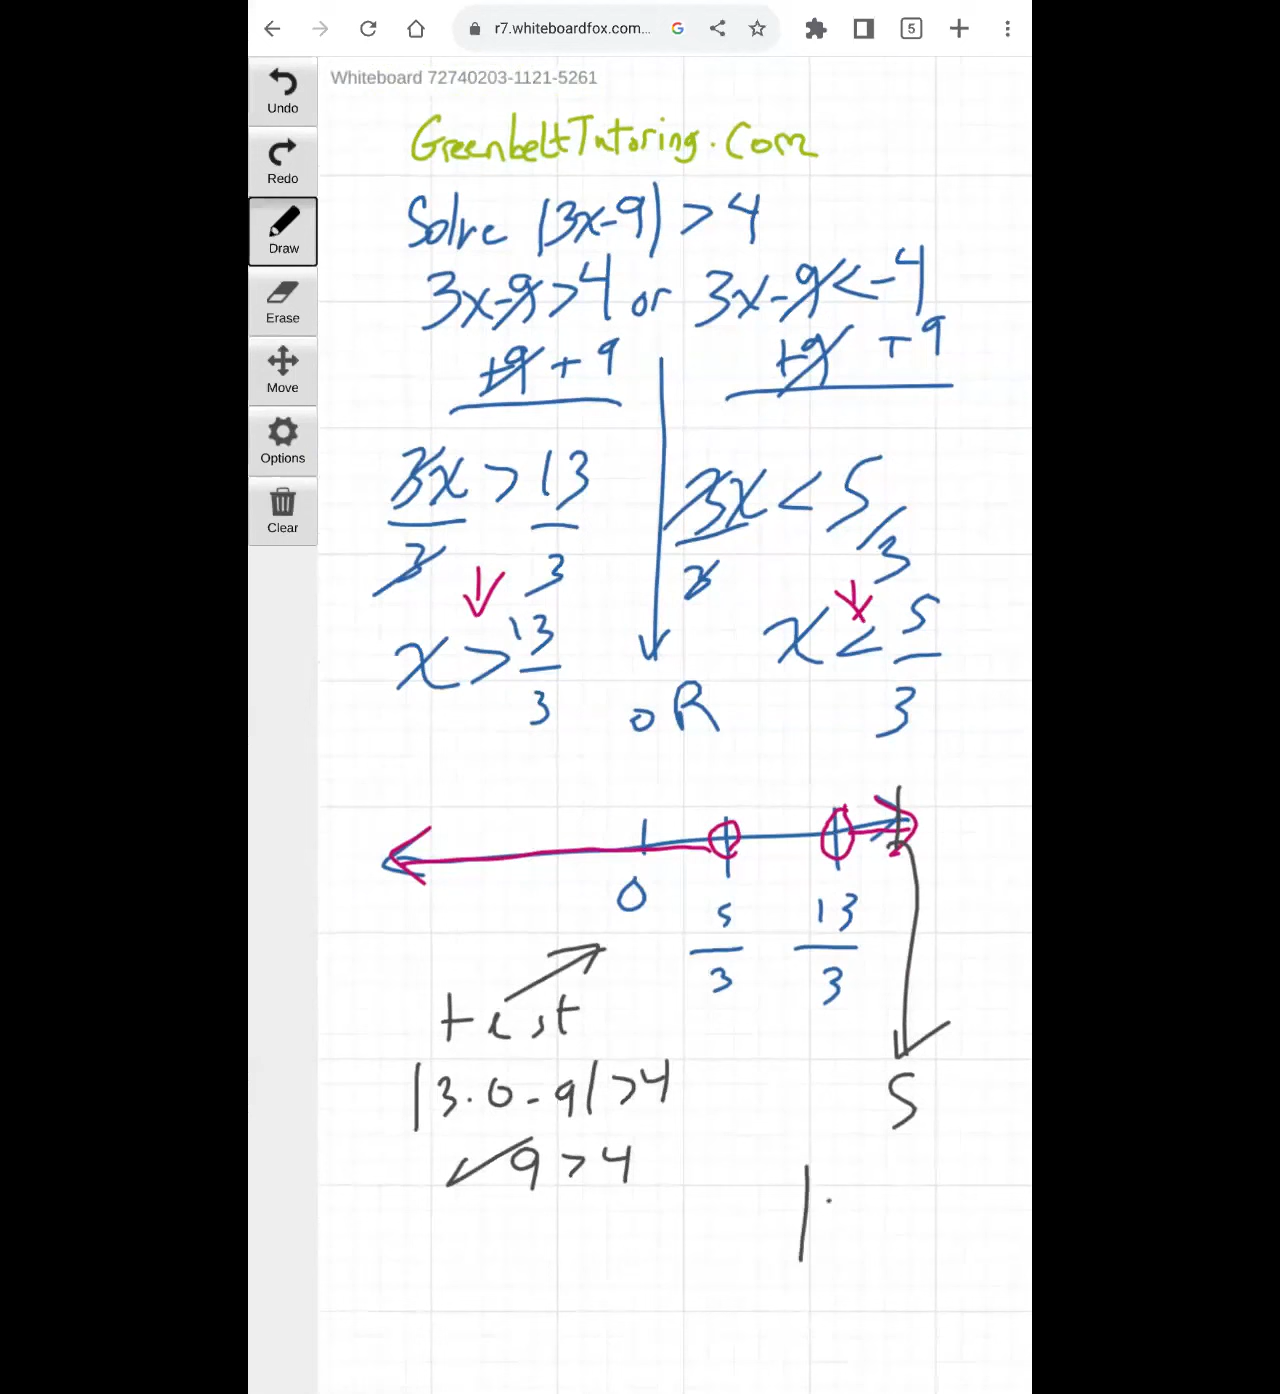 r7.whiteboardfox.com...
5
Whiteboard 72740203-1121-5261
Undo
Redo
Draw
Erase
Move
Options
Clear
GreenbeltTutoring.Com
Solve |3x-9| > 4
3x-9>4 or 3x-9<-4
+9 + 9 +9 +9
3x > 13 3x < 5/3
3 3 3
x > 13/3 x < 5/3
oR
0 5/3 13/3
test
|3·0-9|>4 5
9>4
|